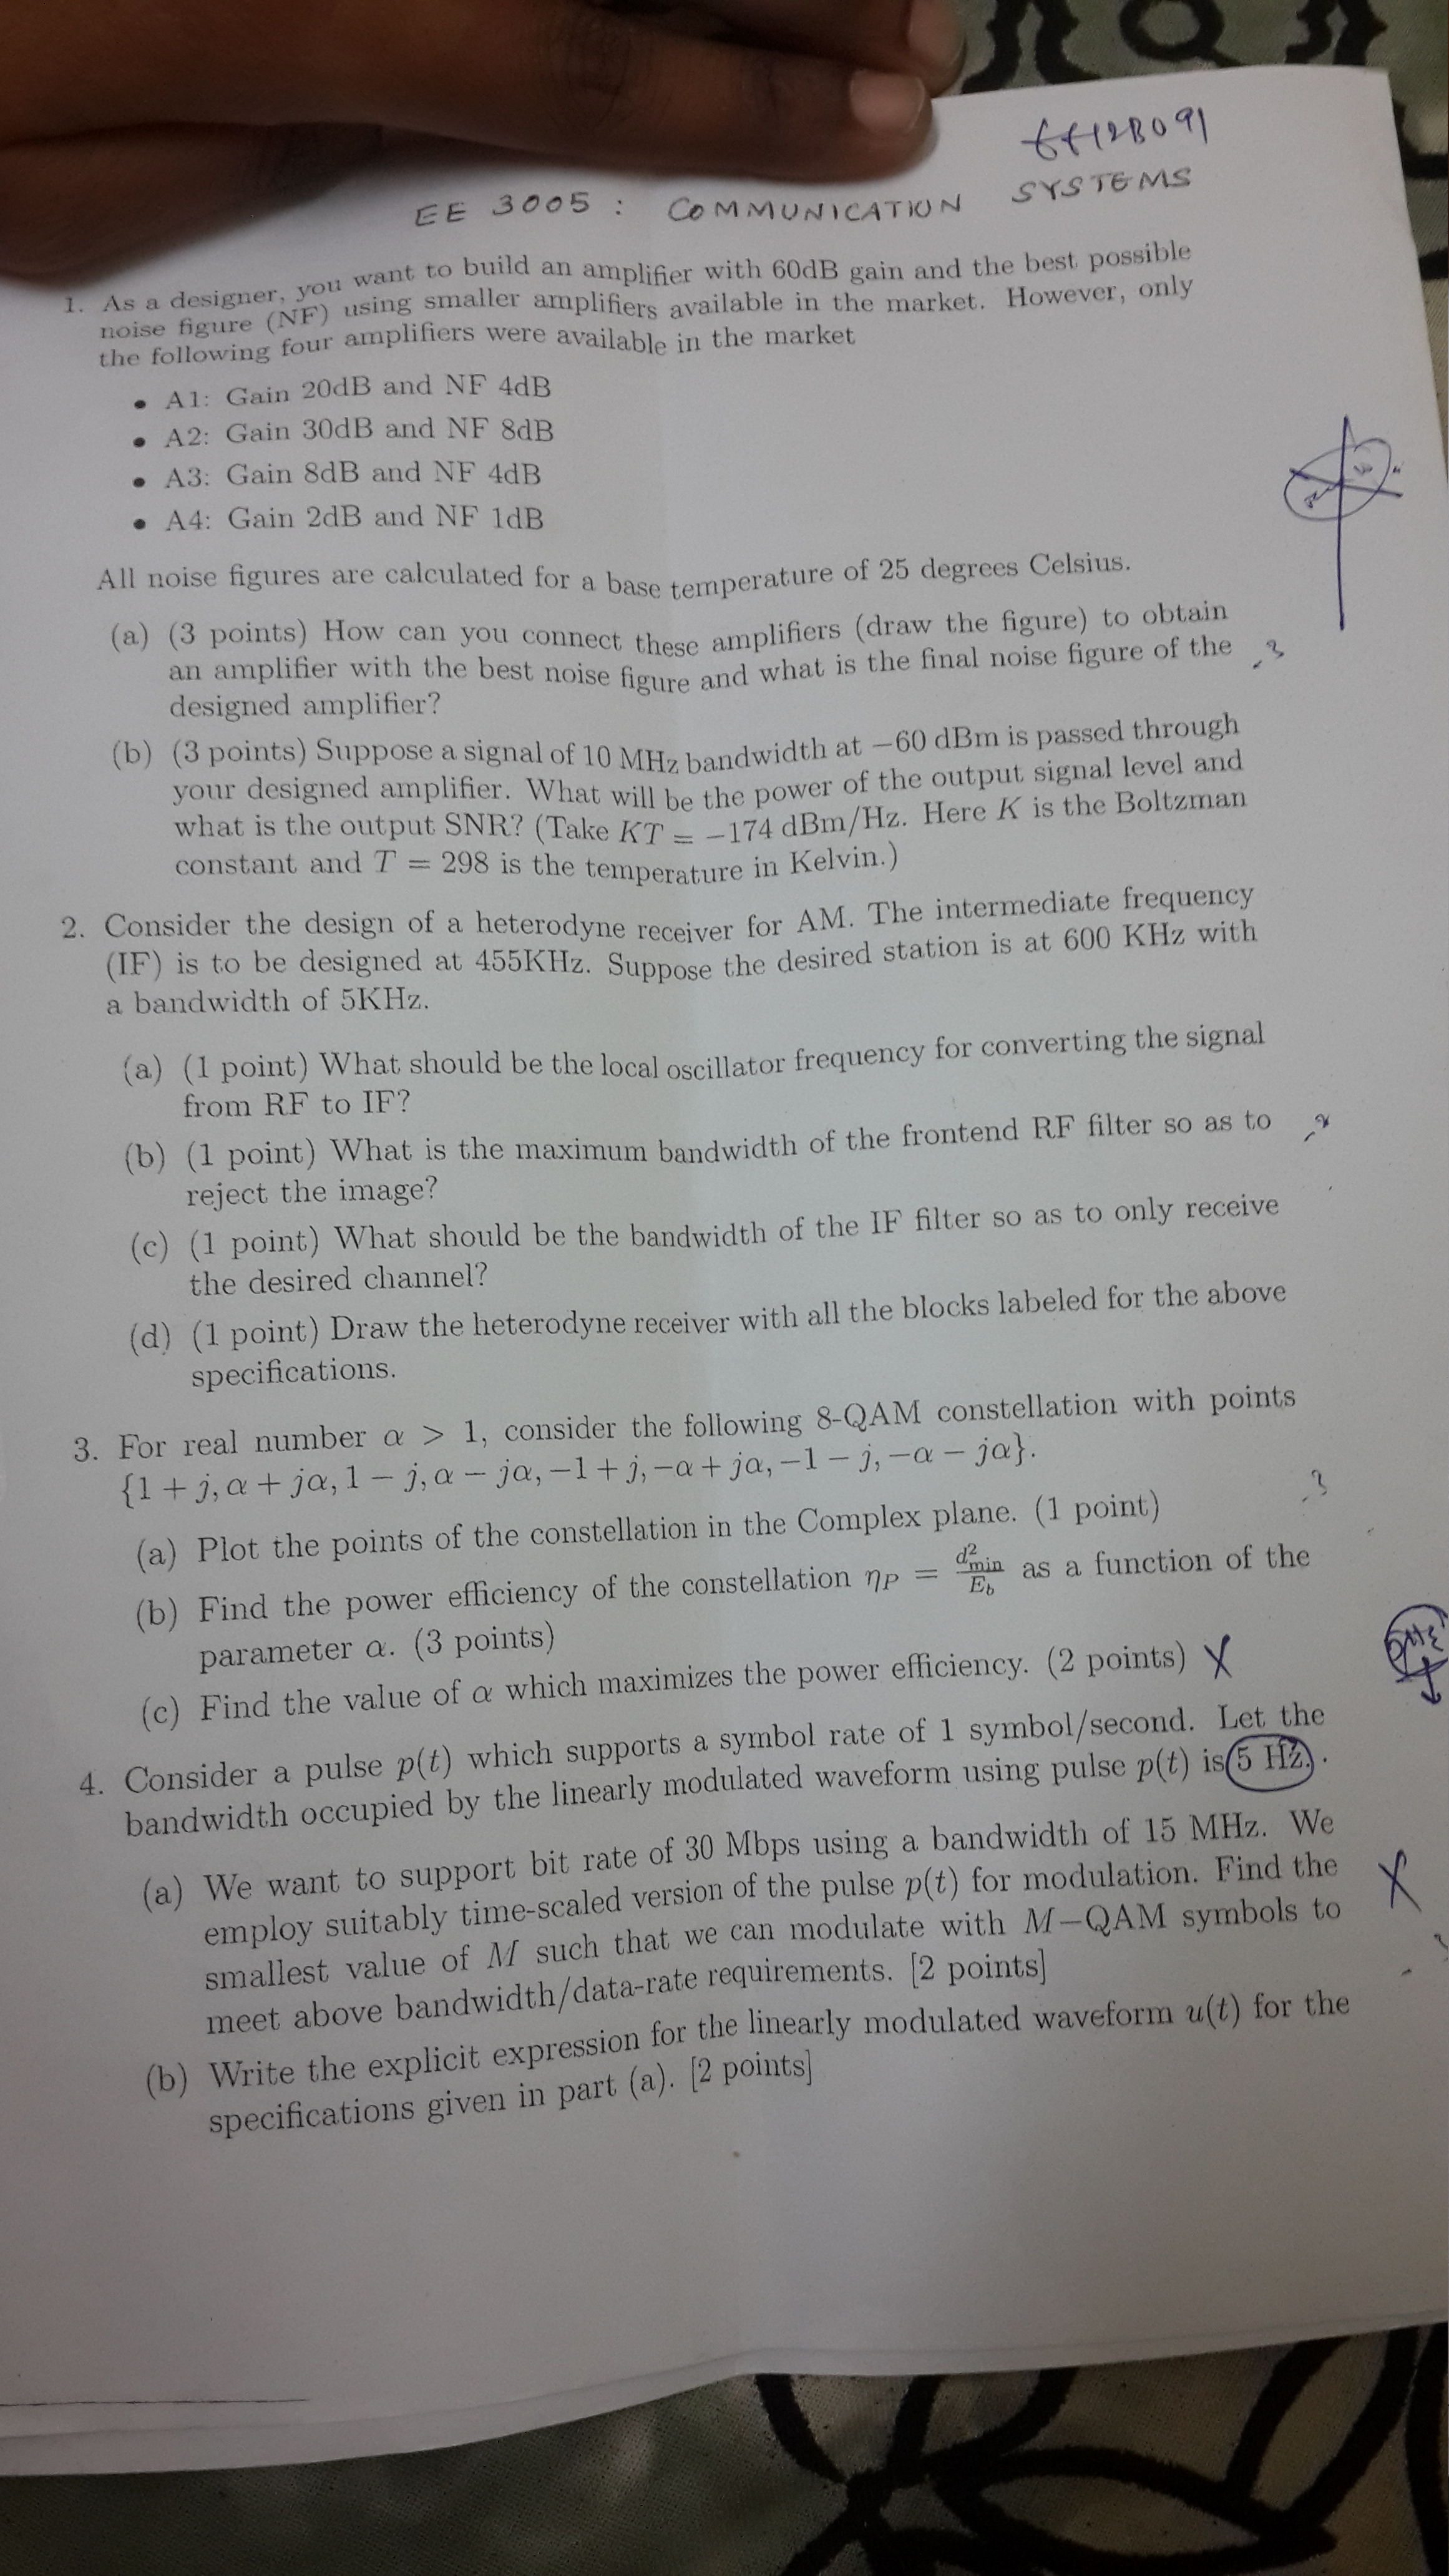 EE12B091
EE 3005 : COMMUNICATION SYSTEMS
1. As a designer, you want to build an amplifier with 60dB gain and the best possible
noise figure (NF) using smaller amplifiers available in the market. However, only
the following four amplifiers were available in the market
• A1: Gain 20dB and NF 4dB
• A2: Gain 30dB and NF 8dB
• A3: Gain 8dB and NF 4dB
• A4: Gain 2dB and NF 1dB
All noise figures are calculated for a base temperature of 25 degrees Celsius.
(a) (3 points) How can you connect these amplifiers (draw the figure) to obtain
an amplifier with the best noise figure and what is the final noise figure of the
designed amplifier?
(b) (3 points) Suppose a signal of 10 MHz bandwidth at −60 dBm is passed through
your designed amplifier. What will be the power of the output signal level and
what is the output SNR? (Take KT = −174 dBm/Hz. Here K is the Boltzman
constant and T = 298 is the temperature in Kelvin.)
2. Consider the design of a heterodyne receiver for AM. The intermediate frequency
(IF) is to be designed at 455KHz. Suppose the desired station is at 600 KHz with
a bandwidth of 5KHz.
(a) (1 point) What should be the local oscillator frequency for converting the signal
from RF to IF?
(b) (1 point) What is the maximum bandwidth of the frontend RF filter so as to
reject the image?
(c) (1 point) What should be the bandwidth of the IF filter so as to only receive
the desired channel?
(d) (1 point) Draw the heterodyne receiver with all the blocks labeled for the above
specifications.
3. For real number α > 1, consider the following 8-QAM constellation with points
{1 + j, α + jα, 1 − j, α − jα, −1 + j, −α + jα, −1 − j, −α − jα}.
(a) Plot the points of the constellation in the Complex plane. (1 point)
(b) Find the power efficiency of the constellation ηP = d²min/Eb as a function of the
parameter α. (3 points)
(c) Find the value of α which maximizes the power efficiency. (2 points) X
4. Consider a pulse p(t) which supports a symbol rate of 1 symbol/second. Let the
bandwidth occupied by the linearly modulated waveform using pulse p(t) is 5 Hz. .
(a) We want to support bit rate of 30 Mbps using a bandwidth of 15 MHz. We
employ suitably time-scaled version of the pulse p(t) for modulation. Find the X
smallest value of M such that we can modulate with M−QAM symbols to
meet above bandwidth/data-rate requirements. [2 points]
(b) Write the explicit expression for the linearly modulated waveform u(t) for the
specifications given in part (a). [2 points]